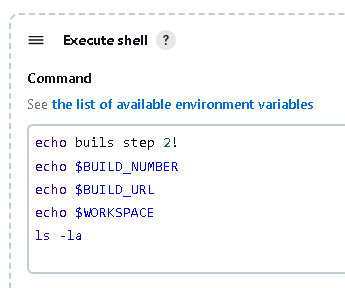 Execute shell ?
Command
See the list of available environment variables
echo buils step 2!
echo $BUILD_NUMBER
echo $BUILD_URL
echo $WORKSPACE
ls -la